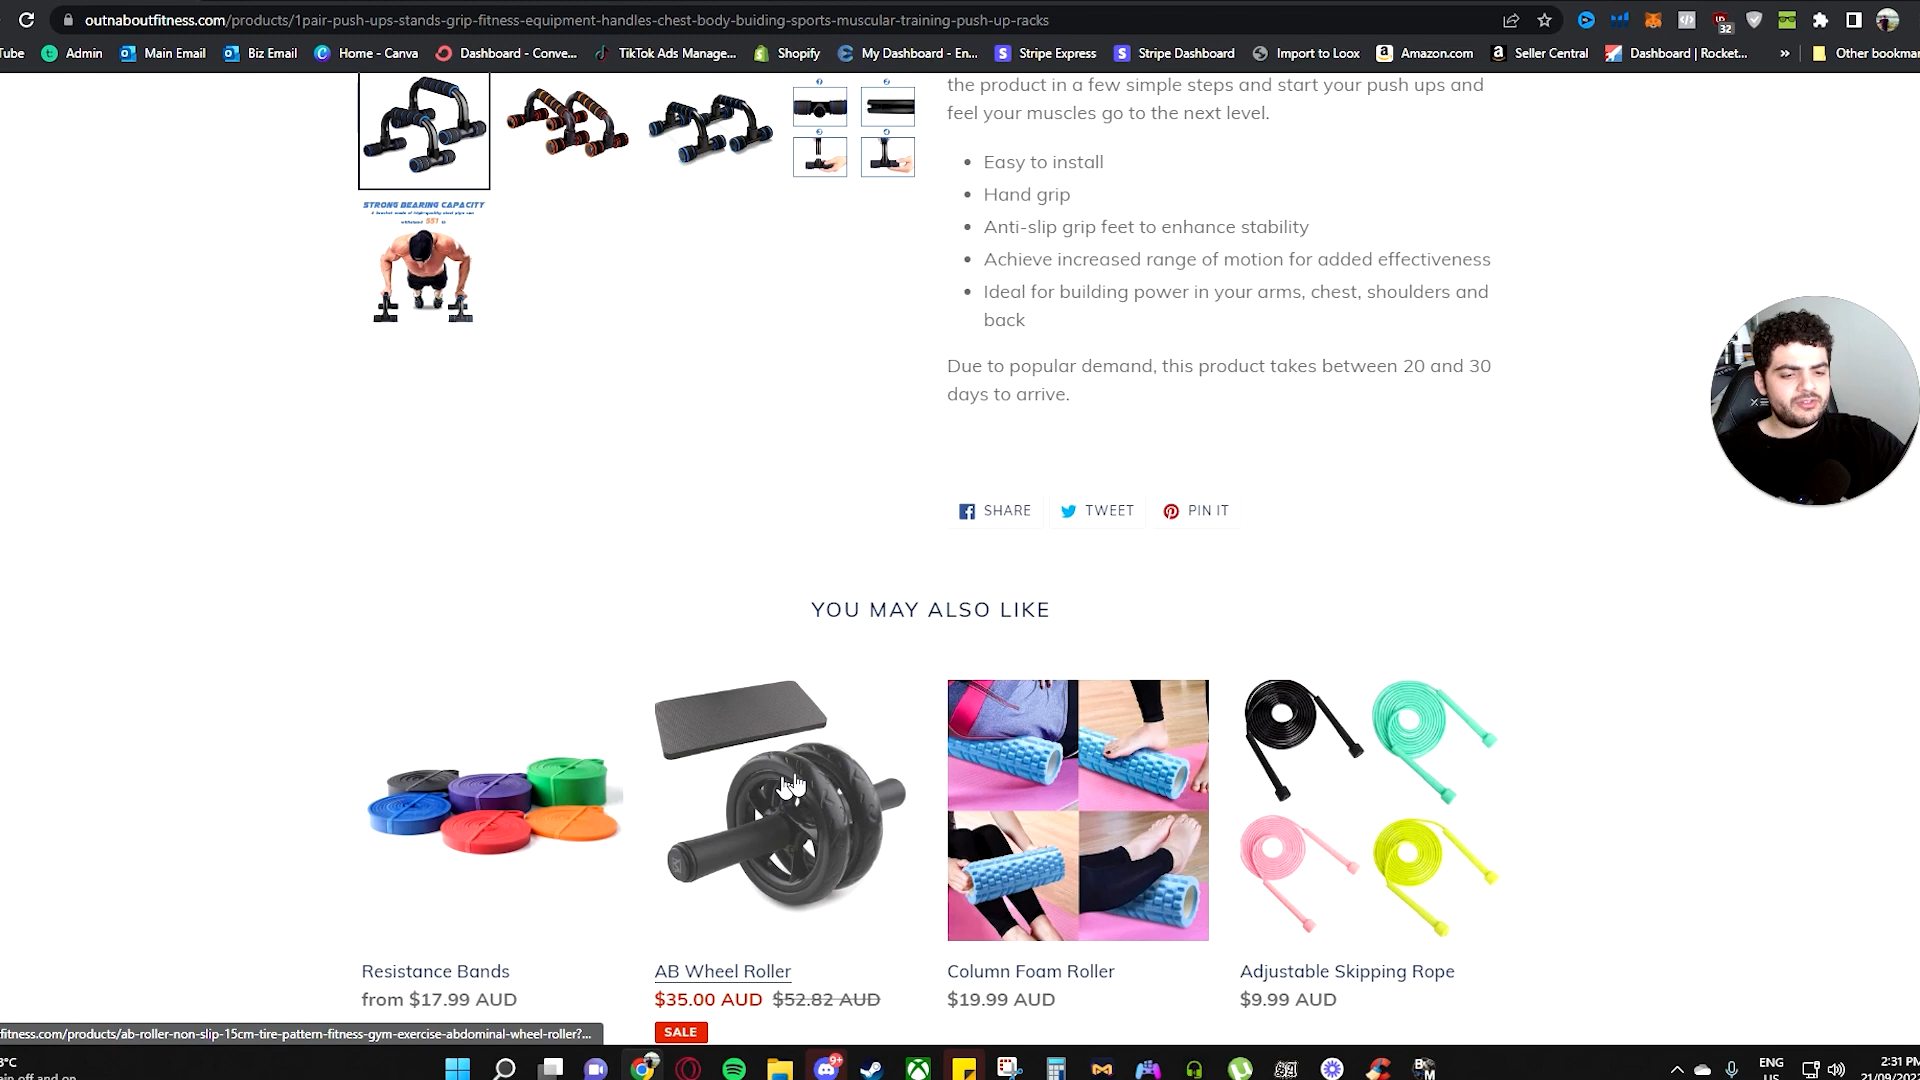 outnaboutfitness.com/products/1pair-push-ups-stands-grip-fitness-equipment-handles-chest-body-buiding-sports-muscular-training-push-up-racks
32
Tube Admin Main Email Biz Email Home - Canva Dashboard - Conve... TikTok Ads Manage... Shopify My Dashboard - En... Stripe Express Stripe Dashboard Import to Loox Amazon.com Seller Central Dashboard | Rocket... » Other bookmar
the product in a few simple steps and start your push ups and
feel your muscles go to the next level.
• Easy to install
• Hand grip
• Anti-slip grip feet to enhance stability
• Achieve increased range of motion for added effectiveness
• Ideal for building power in your arms, chest, shoulders and
back
STRONG BEARING CAPACITY
551
Due to popular demand, this product takes between 20 and 30
days to arrive.
SHARE TWEET PIN IT
YOU MAY ALSO LIKE
Resistance Bands
from $17.99 AUD
AB Wheel Roller
$35.00 AUD $52.82 AUD
SALE
Column Foam Roller
$19.99 AUD
Adjustable Skipping Rope
$9.99 AUD
fitness.com/products/ab-roller-non-slip-15cm-tire-pattern-fitness-gym-exercise-abdominal-wheel-roller?...
3°C
ain off and on
9+
ENG
US
2:31 PM